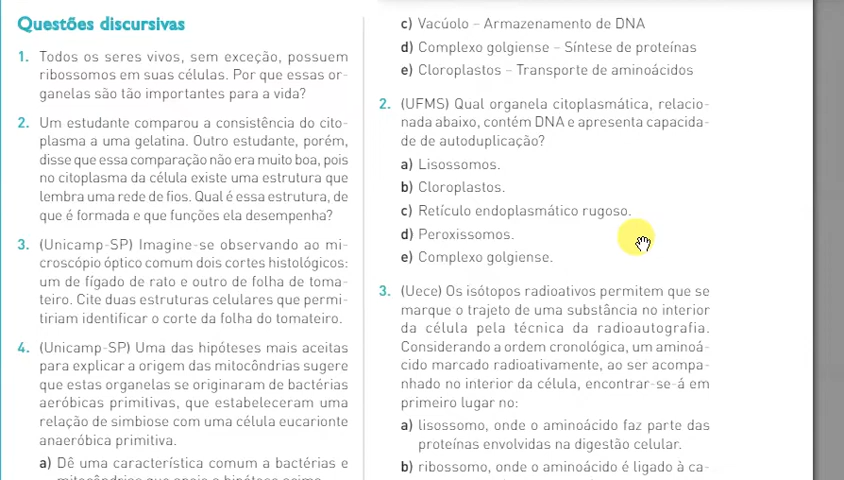 Questões discursivas
1. Todos os seres vivos, sem exceção, possuem
ribossomos em suas células. Por que essas or-
ganelas são tão importantes para a vida?
2. Um estudante comparou a consistência do cito-
plasma a uma gelatina. Outro estudante, porém,
disse que essa comparação não era muito boa, pois
no citoplasma da célula existe uma estrutura que
lembra uma rede de fios. Qual é essa estrutura, de
que é formada e que funções ela desempenha?
3. (Unicamp-SP) Imagine-se observando ao mi-
croscópio óptico comum dois cortes histológicos:
um de fígado de rato e outro de folha de toma-
teiro. Cite duas estruturas celulares que permi-
tiriam identificar o corte da folha do tomateiro.
4. (Unicamp-SP) Uma das hipóteses mais aceitas
para explicar a origem das mitocôndrias sugere
que estas organelas se originaram de bactérias
aeróbicas primitivas, que estabeleceram uma
relação de simbiose com uma célula eucarionte
anaeróbica primitiva.
a) Dê uma característica comum a bactérias e
mitocôndrias que apoie a hipótese acima.
c) Vacúolo – Armazenamento de DNA
d) Complexo golgiense – Síntese de proteínas
e) Cloroplastos – Transporte de aminoácidos
2. (UFMS) Qual organela citoplasmática, relacio-
nada abaixo, contém DNA e apresenta capacida-
de de autoduplicação?
a) Lisossomos.
b) Cloroplastos.
c) Retículo endoplasmático rugoso.
d) Peroxissomos.
e) Complexo golgiense.
3. (Uece) Os isótopos radioativos permitem que se
marque o trajeto de uma substância no interior
da célula pela técnica da radioautografia.
Considerando a ordem cronológica, um aminoá-
cido marcado radioativamente, ao ser acompa-
nhado no interior da célula, encontrar-se-á em
primeiro lugar no:
a) lisossomo, onde o aminoácido faz parte das
proteínas envolvidas na digestão celular.
b) ribossomo, onde o aminoácido é ligado à ca-